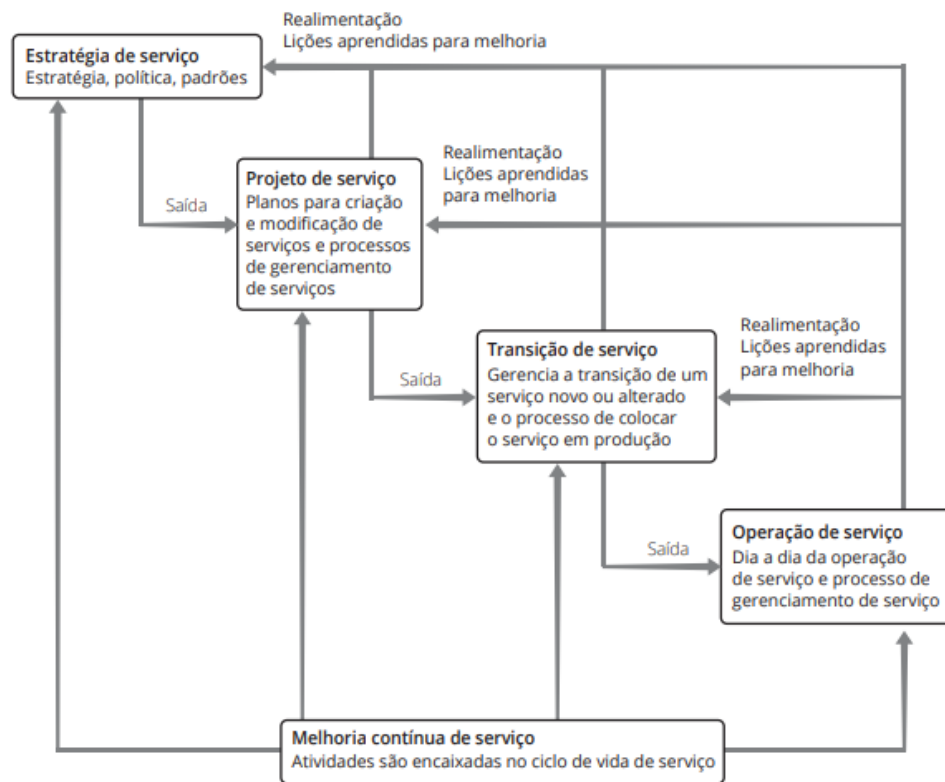 Realimentação
Lições aprendidas para melhoria
Estratégia de serviço
Estratégia, política, padrões
Realimentação
Lições aprendidas
para melhoria
Projeto de serviço
Planos para criação
e modificação de
serviços e processos
de gerenciamento
de serviços
Saída
Realimentação
Lições aprendidas
para melhoria
Transição de serviço
Gerencia a transição de um
serviço novo ou alterado
e o processo de colocar
o serviço em produção
Saída
Operação de serviço
Dia a dia da operação
de serviço e processo de
gerenciamento de serviço
Saída
Melhoria contínua de serviço
Atividades são encaixadas no ciclo de vida de serviço